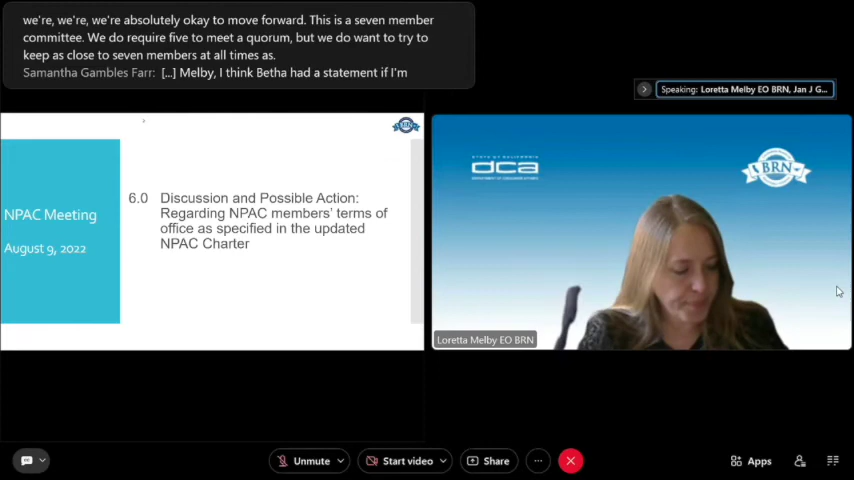 we're, we're, we're absolutely okay to move forward. This is a seven member
committee. We do require five to meet a quorum, but we do want to try to
keep as close to seven members at all times as.
Samantha Gambles Farr: [...] Melby, I think Betha had a statement if I'm
Speaking: Loretta Melby EO BRN, Jan J G...
BRN
NPAC Meeting
August 9, 2022
6.0 Discussion and Possible Action:
Regarding NPAC members' terms of
office as specified in the updated
NPAC Charter
STATE OF CALIFORNIA
dca
DEPARTMENT OF CONSUMER AFFAIRS
BRN
Loretta Melby EO BRN
Unmute
Start video
Share
Apps